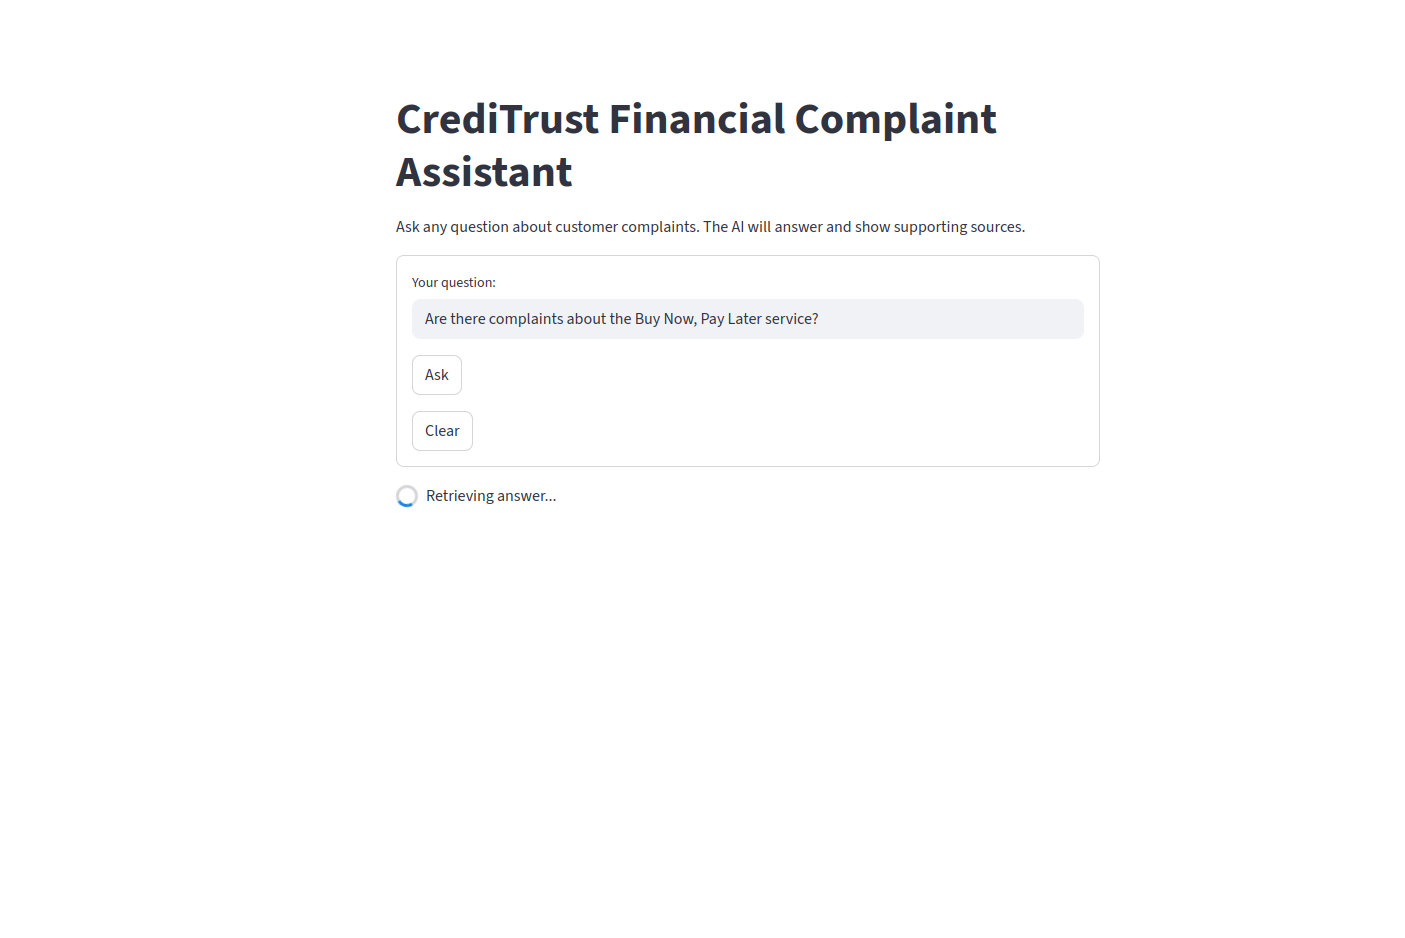 CrediTrust Financial Complaint
Assistant
Ask any question about customer complaints. The AI will answer and show supporting sources.
Your question:
Are there complaints about the Buy Now, Pay Later service?
Ask
Clear
Retrieving answer...